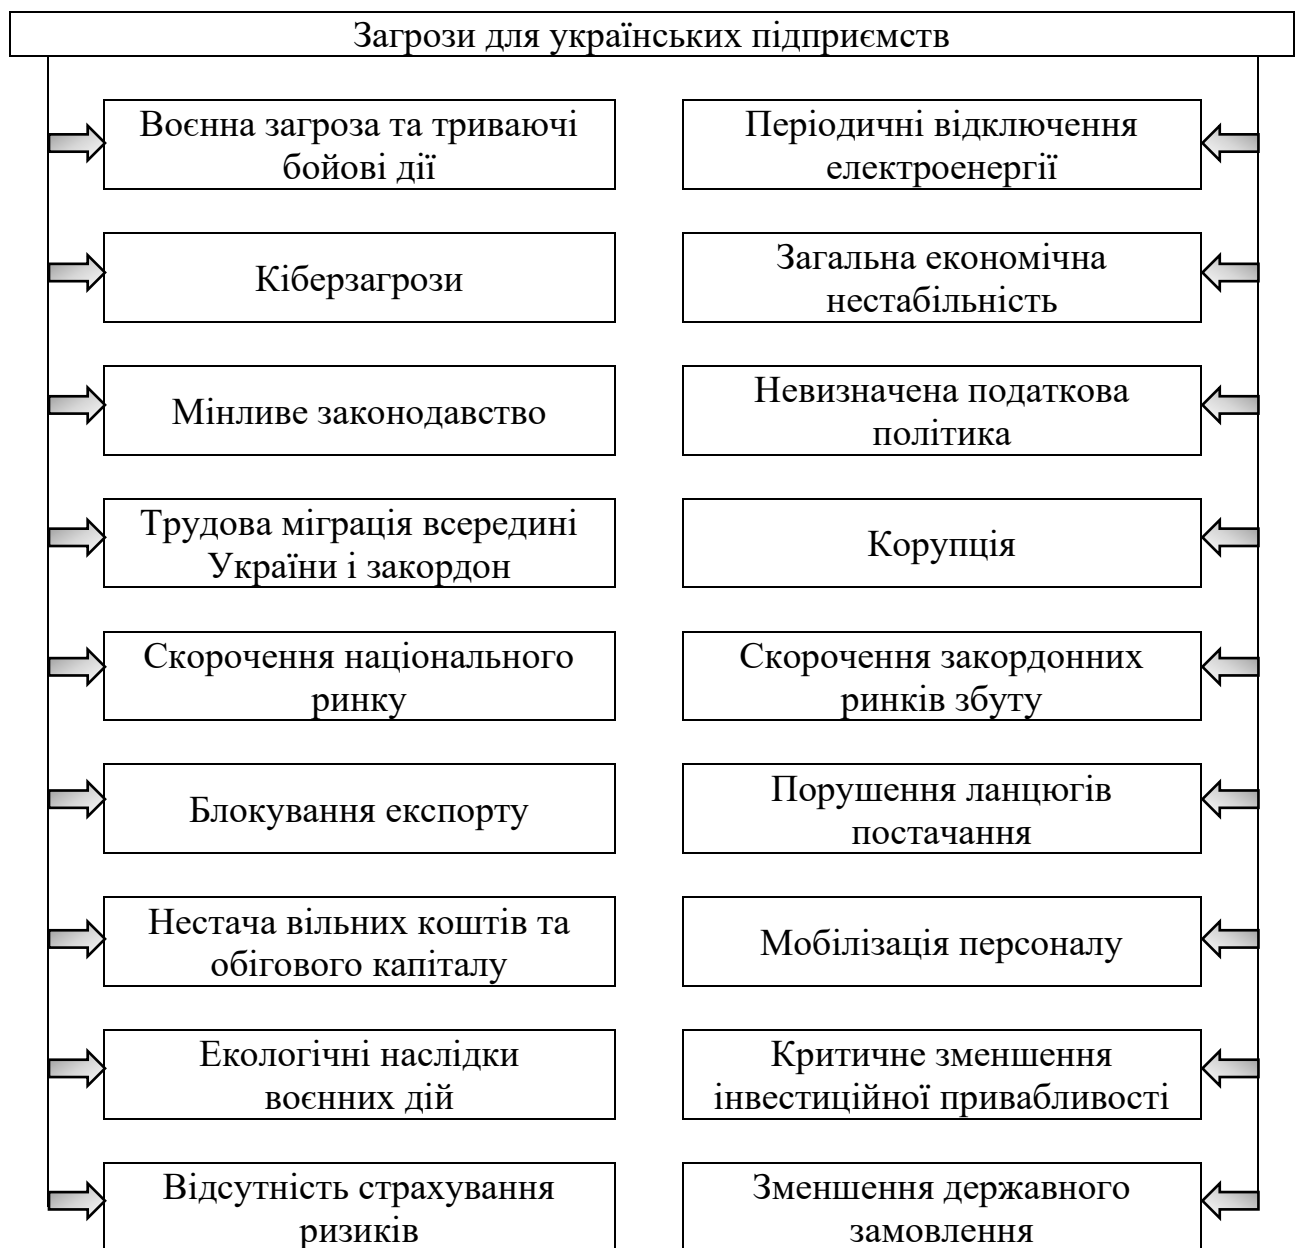 Загрози для українських підприємств
Воєнна загроза та триваючі
бойові дії
Періодичні відключення
електроенергії
Кіберзагрози
Загальна економічна
нестабільність
Мінливе законодавство
Невизначена податкова
політика
Трудова міграція всередині
України і закордон
Корупція
Скорочення національного
ринку
Скорочення закордонних
ринків збуту
Блокування експорту
Порушення ланцюгів
постачання
Нестача вільних коштів та
обігового капіталу
Мобілізація персоналу
Екологічні наслідки
воєнних дій
Критичне зменшення
інвестиційної привабливості
Відсутність страхування
ризиків
Зменшення державного
замовлення